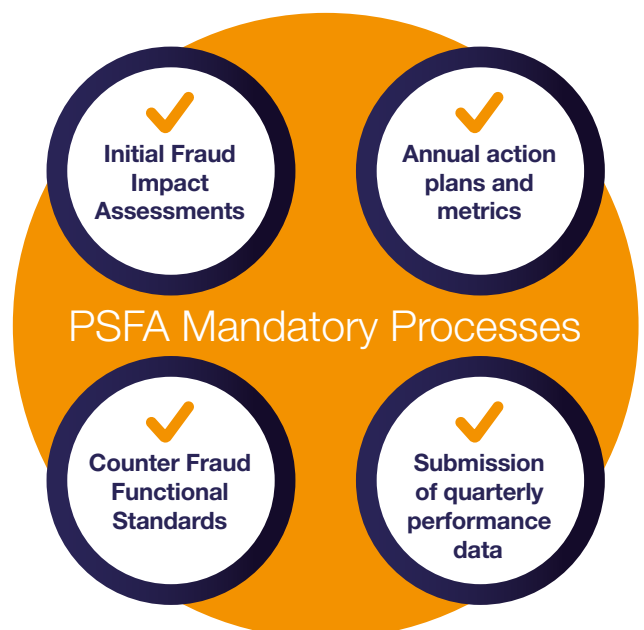 Initial Fraud
Impact
Assessments
Annual action
plans and
metrics
PSFA Mandatory Processes
Counter Fraud
Functional
Standards
Submission
of quarterly
performance
data